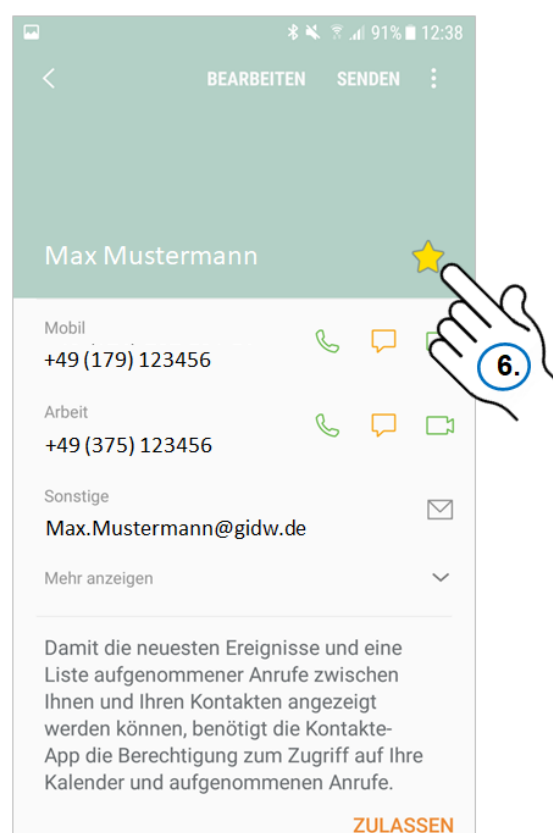 91% 12:38
BEARBEITEN SENDEN
Max Mustermann
6.)
Mobil
+49 (179) 123456
Arbeit
+49 (375) 123456
Sonstige
Max.Mustermann@gidw.de
Mehr anzeigen
Damit die neuesten Ereignisse und eine
Liste aufgenommener Anrufe zwischen
Ihnen und Ihren Kontakten angezeigt
werden können, benötigt die Kontakte-
App die Berechtigung zum Zugriff auf Ihre
Kalender und aufgenommenen Anrufe.
ZULASSEN